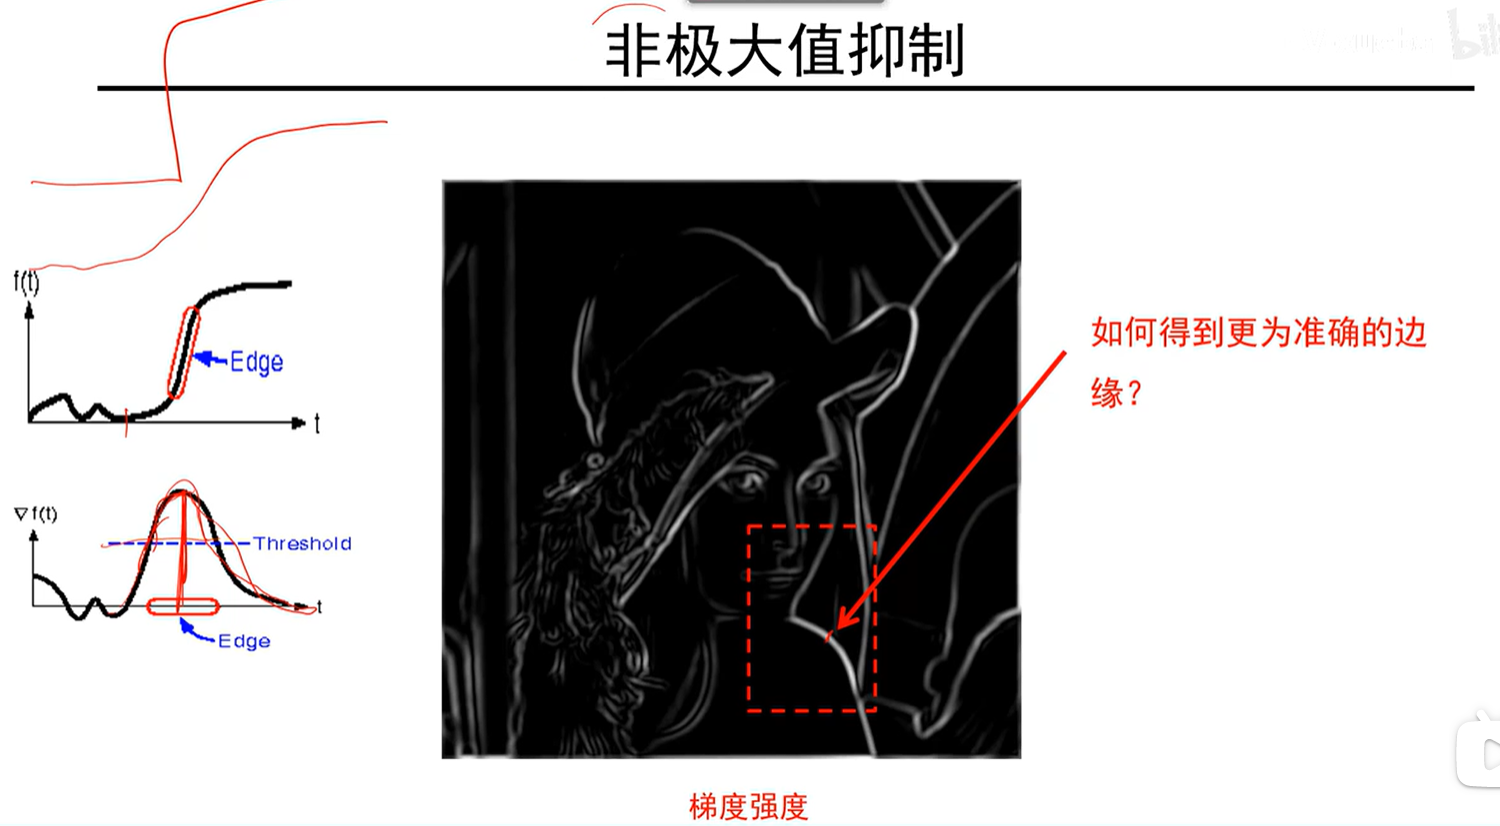 非极大值抑制
f(t)
Edge
t
如何得到更为准确的边
缘?
▽f(t)
Threshold
t
Edge
梯度强度